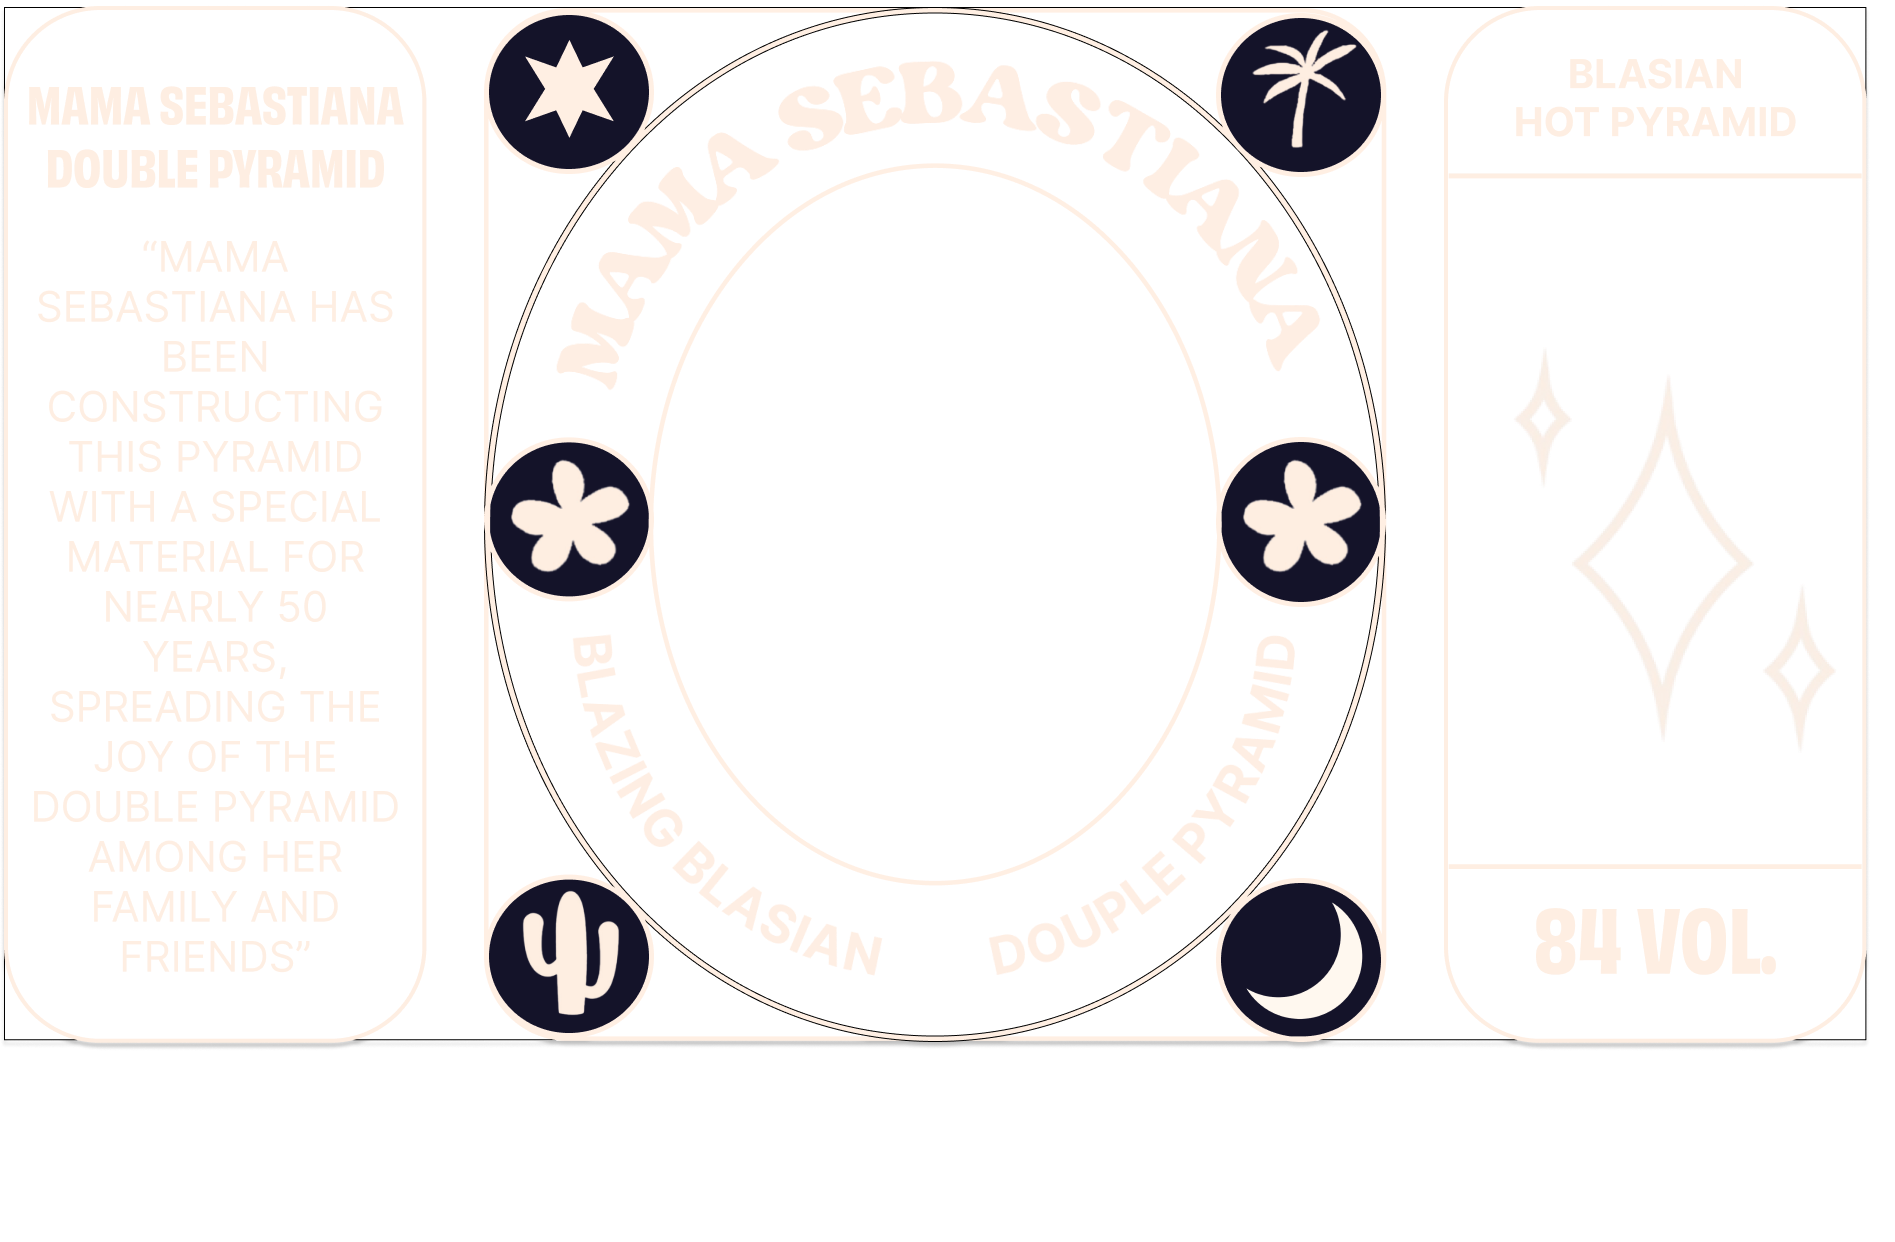 MAMA SEBASTIANA
DOUBLE PYRAMID
“MAMA
SEBASTIANA HAS
BEEN
CONSTRUCTING
THIS PYRAMID
WITH A SPECIAL
MATERIAL FOR
NEARLY 50
YEARS,
SPREADING THE
JOY OF THE
DOUBLE PYRAMID
AMONG HER
FAMILY AND
FRIENDS”
MAMA SEBASTIANA
BLAZING BLASIAN
DOUPLE PYRAMID
BLASIAN
HOT PYRAMID
84 VOL.